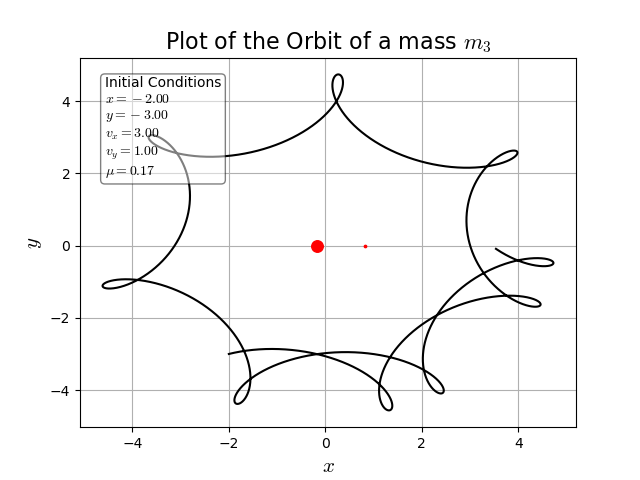 Plot of the Orbit of a mass m₃
Initial Conditions
x = −2.00
y = −3.00
vₓ = 3.00
v_y = 1.00
μ = 0.17
4
2
0
−2
−4
y
−4
−2
0
2
4
x